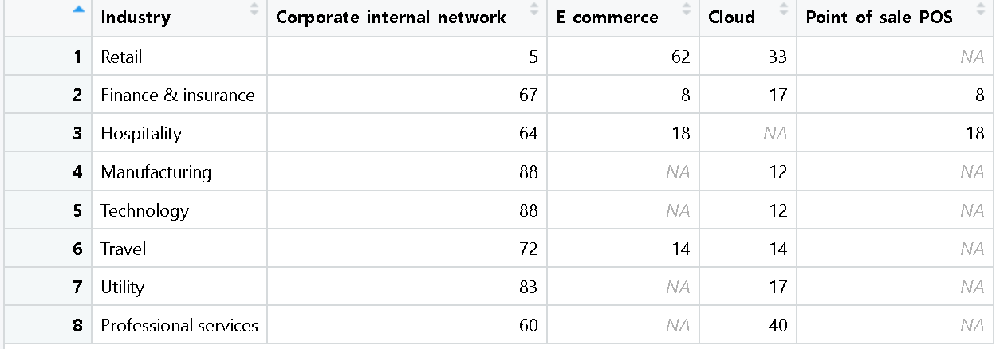 Industry Corporate_internal_network E_commerce Cloud Point_of_sale_POS
1 Retail 5 62 33 NA
2 Finance & insurance 67 8 17 8
3 Hospitality 64 18 NA 18
4 Manufacturing 88 NA 12 NA
5 Technology 88 NA 12 NA
6 Travel 72 14 14 NA
7 Utility 83 NA 17 NA
8 Professional services 60 NA 40 NA